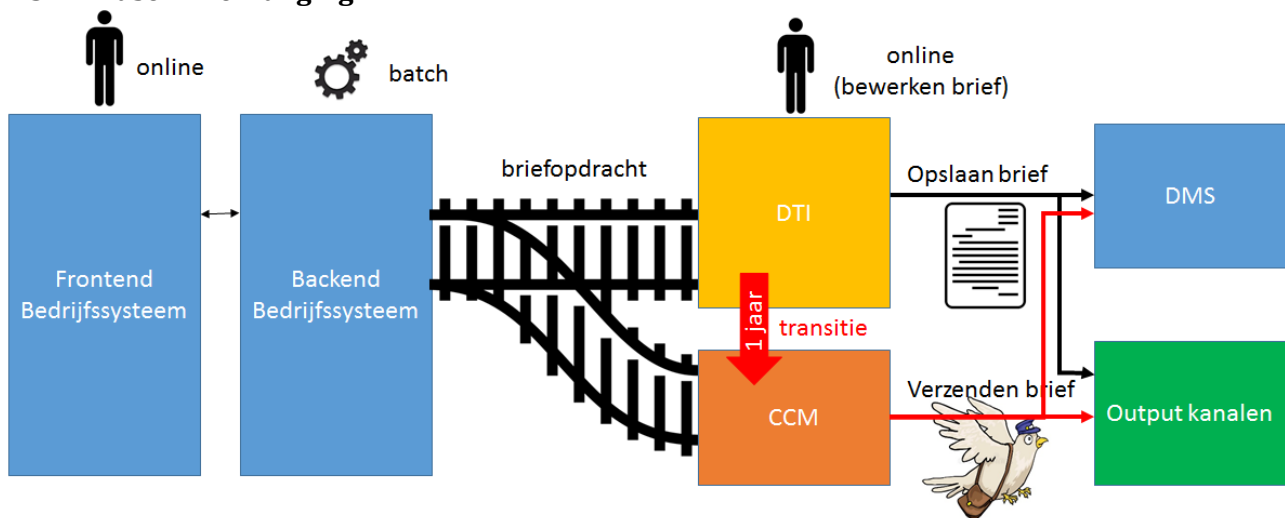 online
batch
online
(bewerken brief)
briefopdracht
Opslaan brief
DTI
DMS
Frontend
Bedrijfssysteem
Backend
Bedrijfssysteem
1 jaar
transitie
Verzenden brief
CCM
Output kanalen